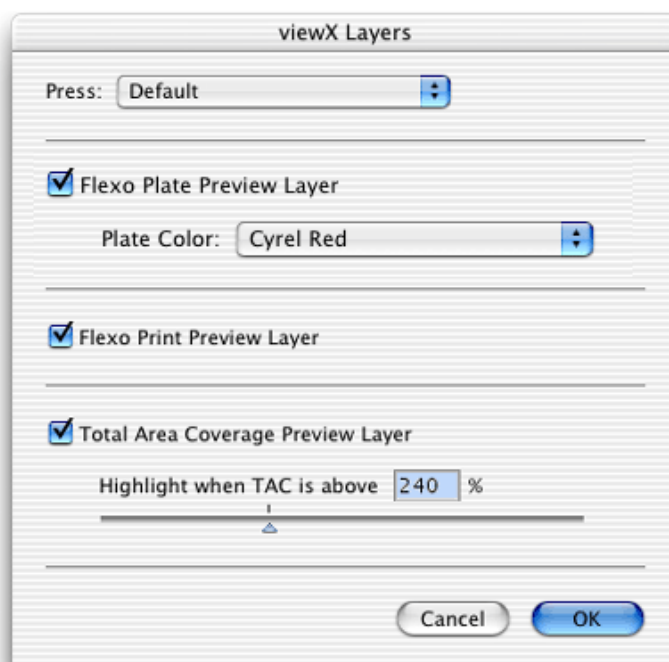 viewX Layers
Press: Default
Flexo Plate Preview Layer
Plate Color: Cyrel Red
Flexo Print Preview Layer
Total Area Coverage Preview Layer
Highlight when TAC is above 240 %
Cancel OK